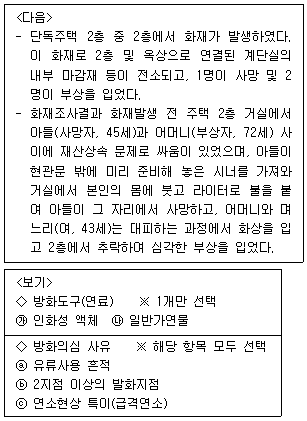 <다음>
- 단독주택 2층 중 2층에서 화재가 발생하였다.
이 화재로 2층 및 옥상으로 연결된 계단실의
내부 마감재 등이 전소되고, 1명이 사망 및 2
명이 부상을 입었다.
- 화재조사결과 화재발생 전 주택 2층 거실에서
아들(사망자, 45세)과 어머니(부상자, 72세) 사
이에 재산상속 문제로 싸움이 있었으며, 아들이
현관문 밖에 미리 준비해 놓은 시너를 가져와
거실에서 본인의 몸에 붓고 라이터로 불을 붙
여 아들이 그 자리에서 사망하고, 어머니와 며
느리(여, 43세)는 대피하는 과정에서 화상을 입
고 2층에서 추락하여 심각한 부상을 입었다.
<보기>
◇ 방화도구(연료) ※ 1개만 선택
㉮ 인화성 액체 ㉯ 일반가연물
◇ 방화의심 사유 ※ 해당 항목 모두 선택
ⓐ 유류사용 흔적
ⓑ 2지점 이상의 발화지점
ⓒ 연소현상 특이(급격연소)